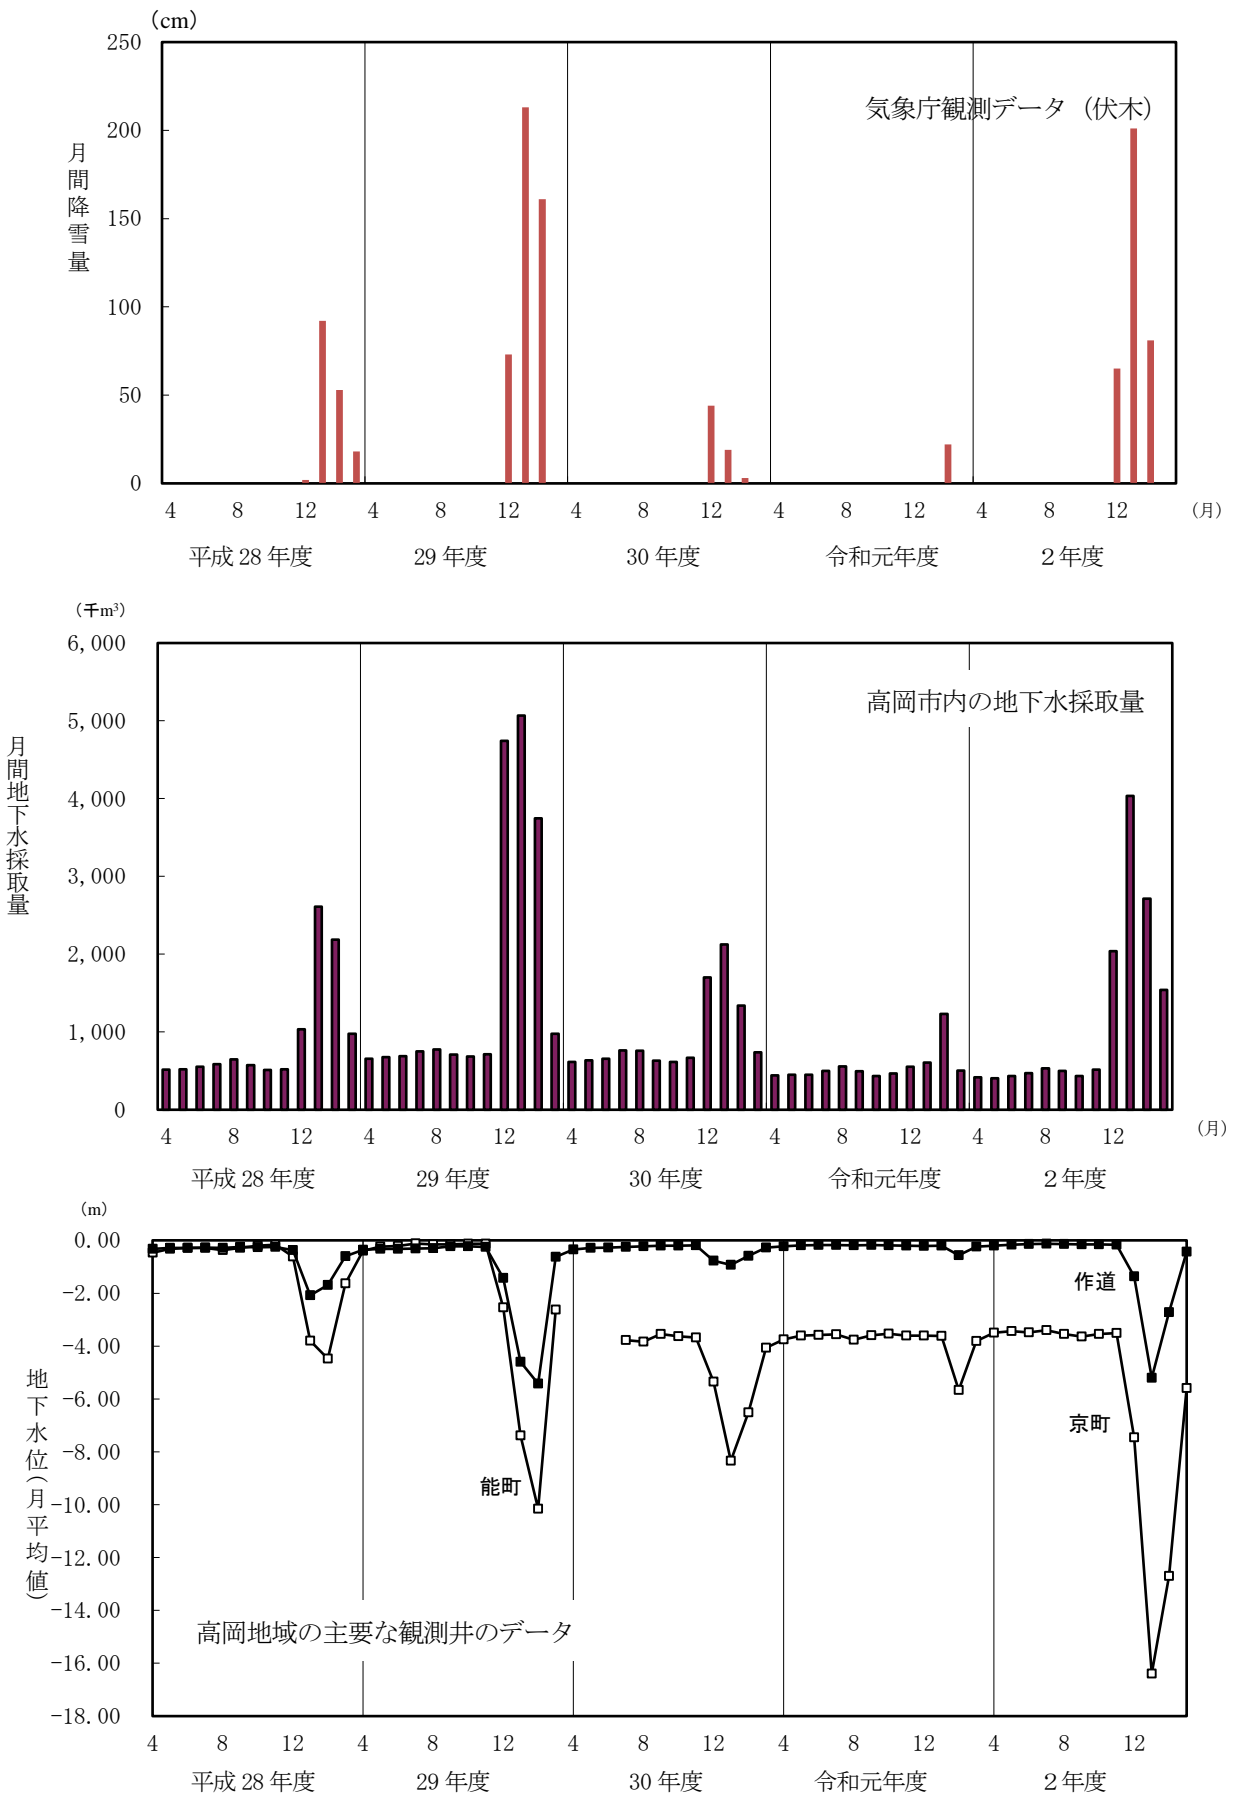 (cm)
250
200
150
100
50
0
月間降雪量
気象庁観測データ（伏木）
4 8 12 4 8 12 4 8 12 4 8 12 4 8 12 (月)
平成 28 年度 29 年度 30 年度 令和元年度 2 年度
（千m³）
6,000
5,000
4,000
3,000
2,000
1,000
0
月間地下水採取量
高岡市内の地下水採取量
4 8 12 4 8 12 4 8 12 4 8 12 4 8 12 (月)
平成 28 年度 29 年度 30 年度 令和元年度 2 年度
(m)
0.00
-2.00
-4.00
-6.00
-8.00
-10.00
-12.00
-14.00
-16.00
-18.00
地下水位(月平均値)
作道
京町
能町
高岡地域の主要な観測井のデータ
4 8 12 4 8 12 4 8 12 4 8 12 4 8 12
平成 28 年度 29 年度 30 年度 令和元年度 2 年度